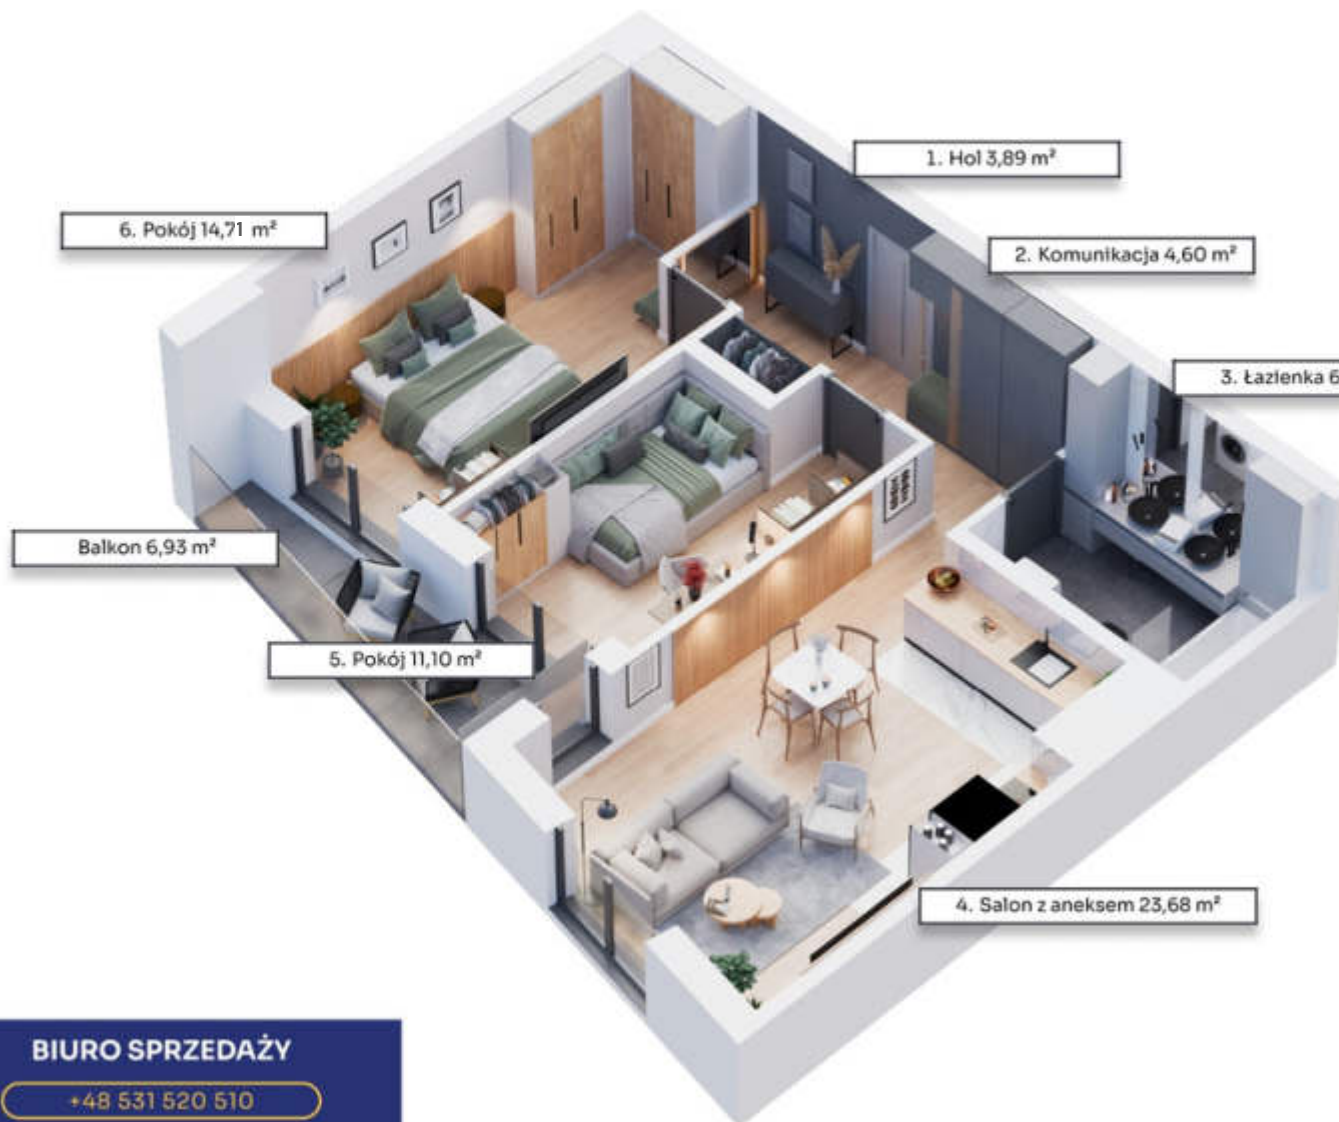 1. Hol 3,89 m²
6. Pokój 14,71 m²
2. Komunikacja 4,60 m²
3. Łazienka 6
Balkon 6,93 m²
5. Pokój 11,10 m²
4. Salon z aneksem 23,68 m²
BIURO SPRZEDAŻY
+48 531 520 510